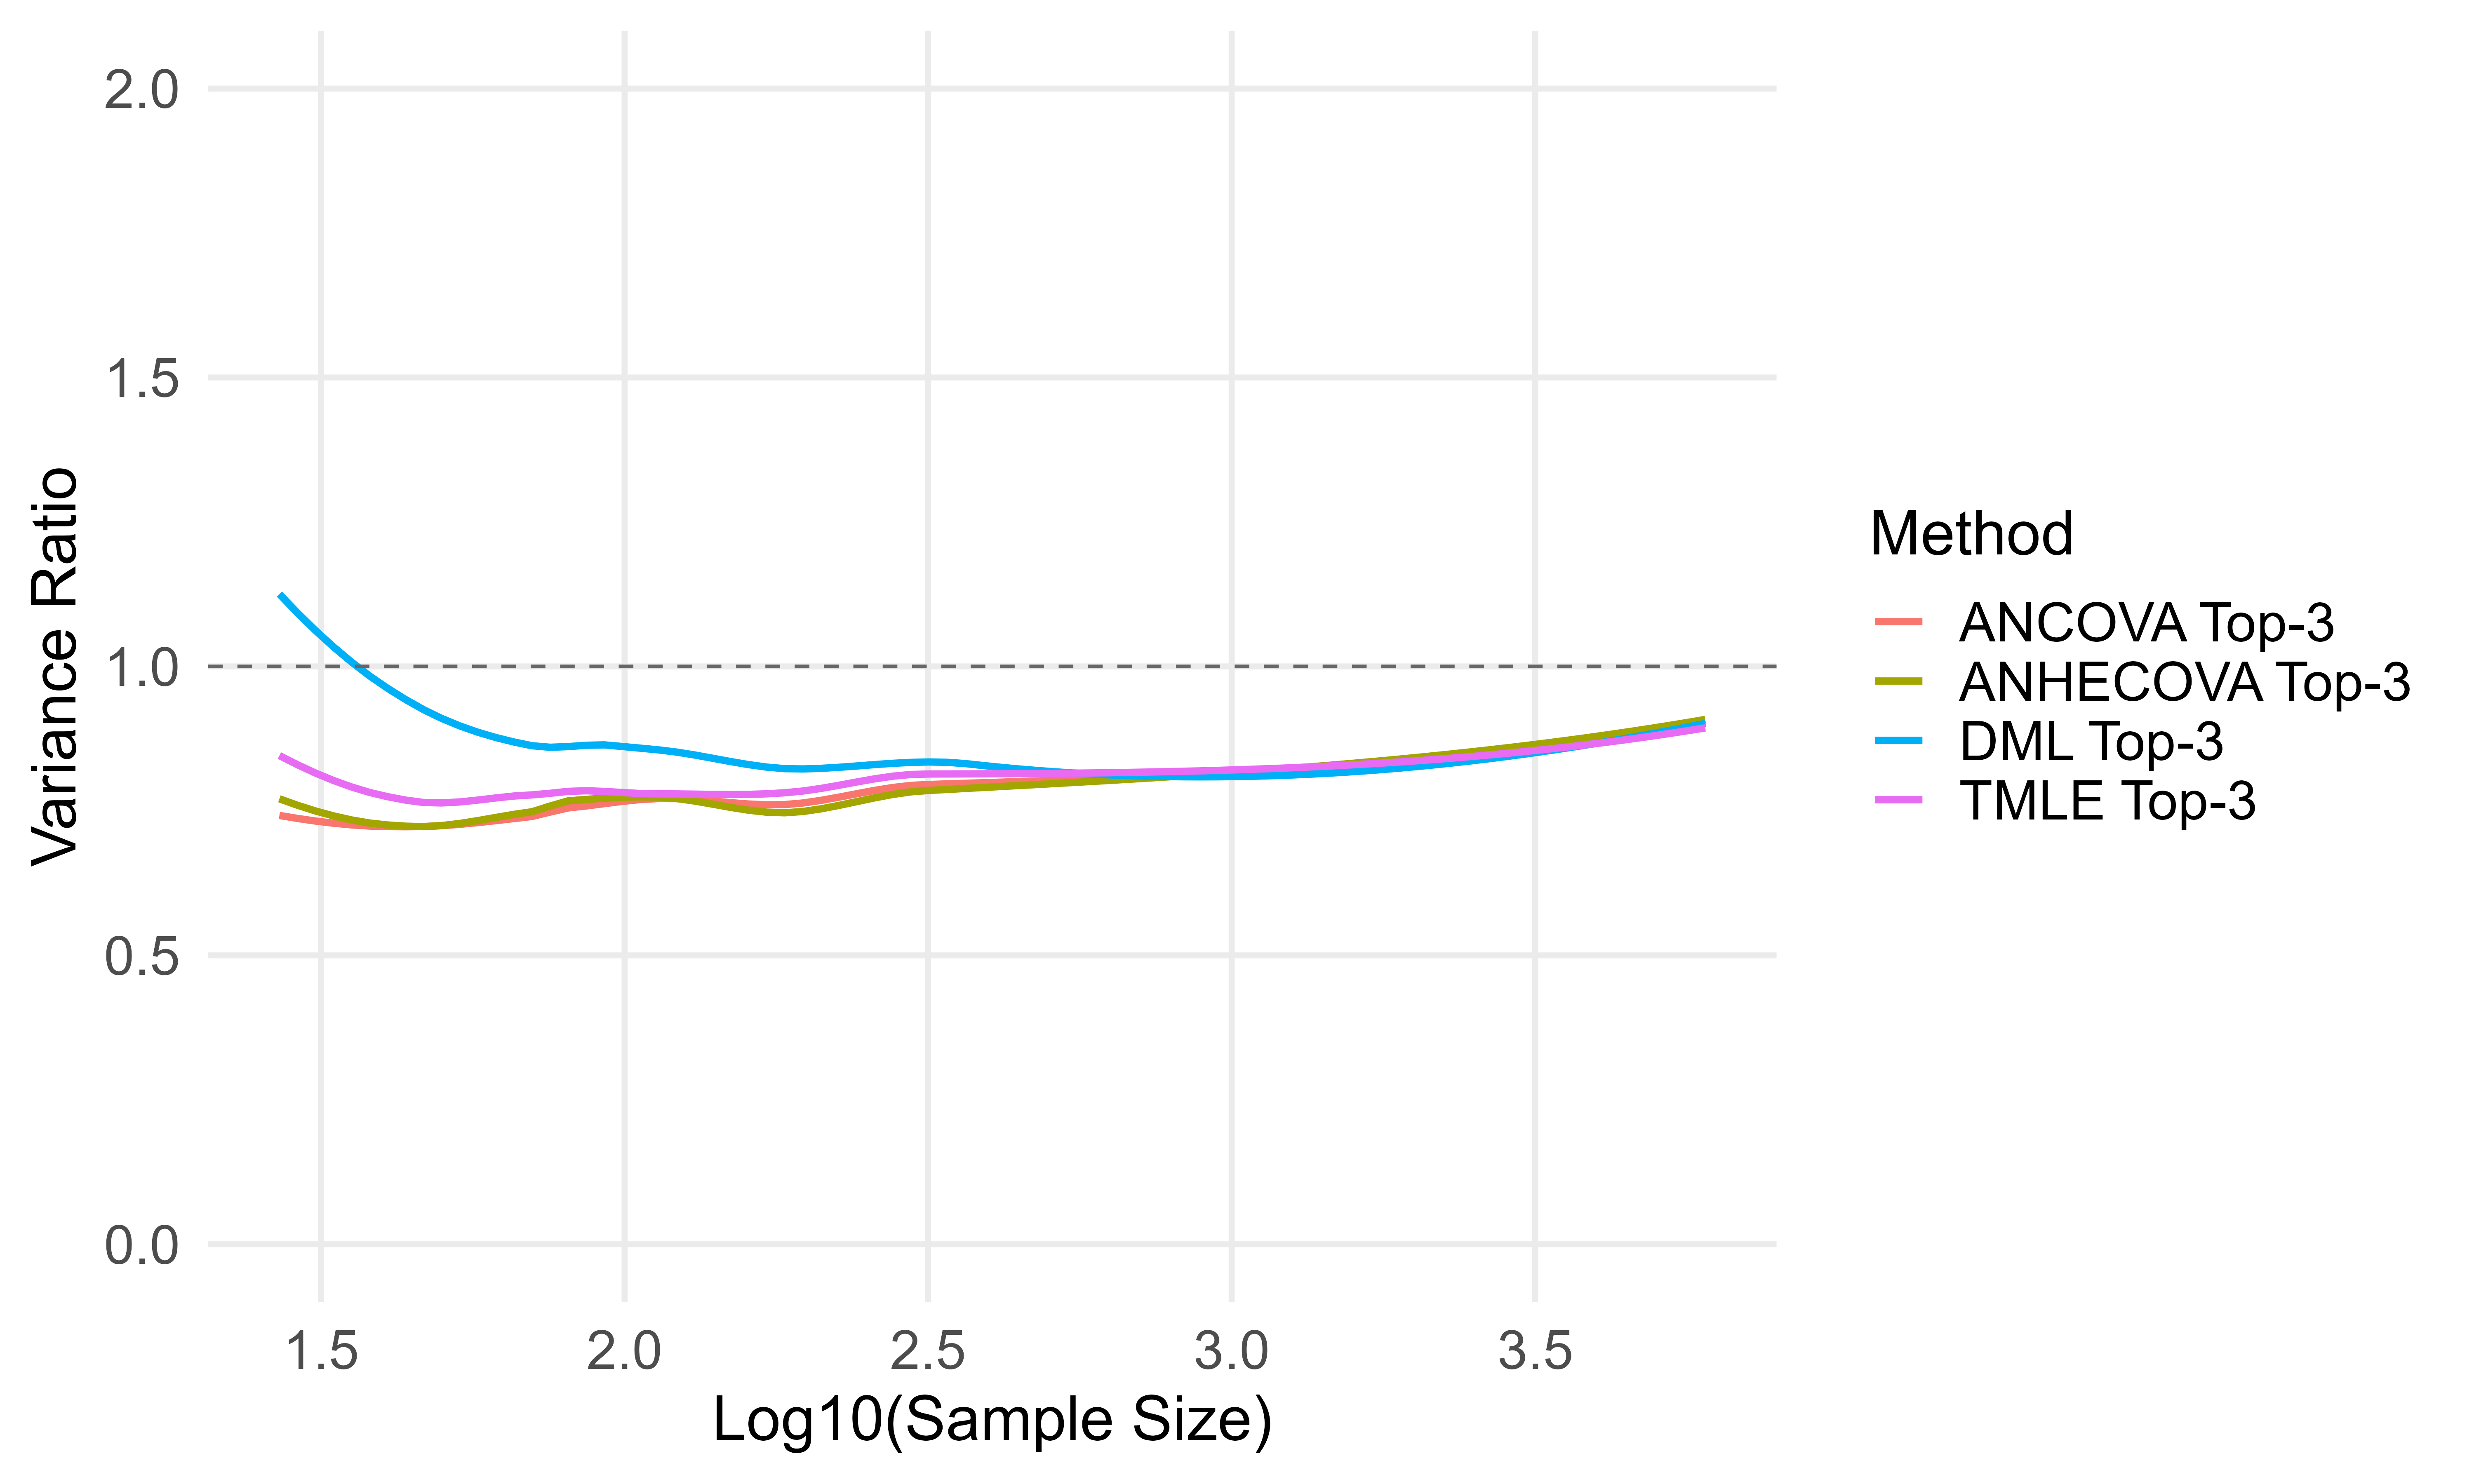 2.0
1.5
1.0
0.5
0.0
Variance Ratio
1.5 2.0 2.5 3.0 3.5
Log10(Sample Size)
Method
ANCOVA Top-3
ANHECOVA Top-3
DML Top-3
TMLE Top-3